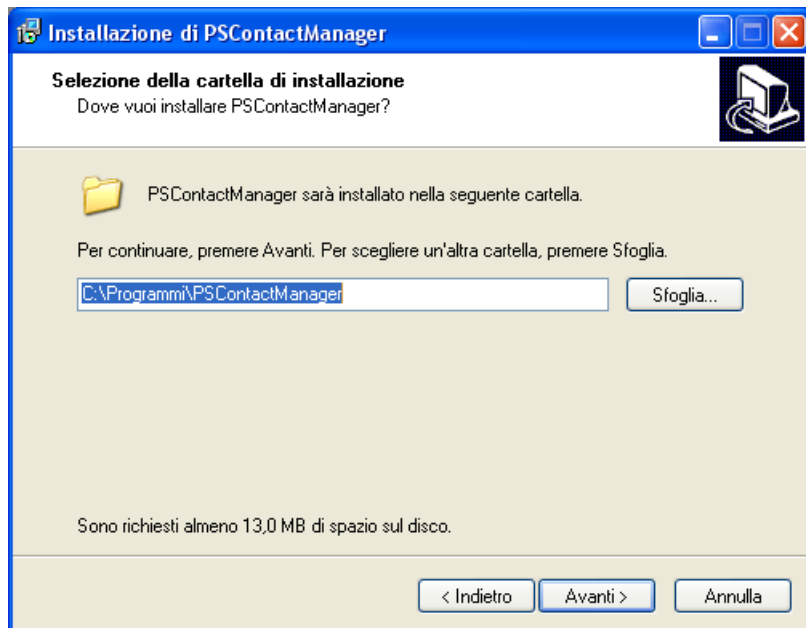 Installazione di PSContactManager
Selezione della cartella di installazione
Dove vuoi installare PSContactManager?
PSContactManager sarà installato nella seguente cartella.
Per continuare, premere Avanti. Per scegliere un'altra cartella, premere Sfoglia.
C:\Programmi\PSContactManager
Sfoglia...
Sono richiesti almeno 13,0 MB di spazio sul disco.
< Indietro
Avanti >
Annulla